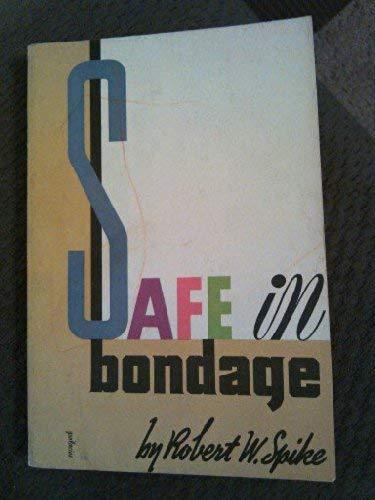 SAFE in
bondage
by Robert W. Spike